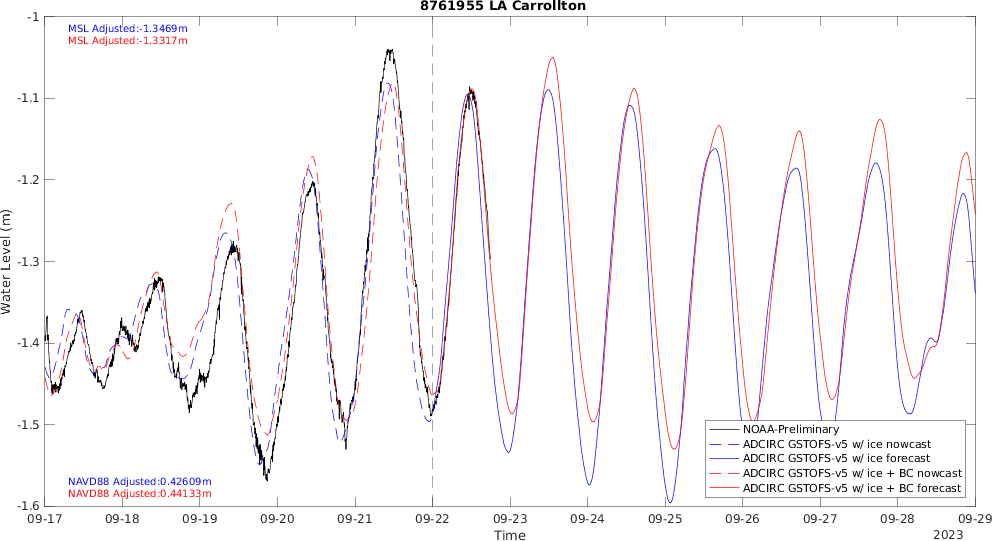 8761955 LA Carrollton
MSL Adjusted:-1.3469m
MSL Adjusted:-1.3317m
-1
-1.1
-1.2
-1.3
-1.4
-1.5
-1.6
Water Level (m)
NAVD88 Adjusted:0.42609m
NAVD88 Adjusted:0.44133m
NOAA-Preliminary
ADCIRC GSTOFS-v5 w/ ice nowcast
ADCIRC GSTOFS-v5 w/ ice forecast
ADCIRC GSTOFS-v5 w/ ice + BC nowcast
ADCIRC GSTOFS-v5 w/ ice + BC forecast
09-17 09-18 09-19 09-20 09-21 09-22 09-23 09-24 09-25 09-26 09-27 09-28 09-29
Time
2023